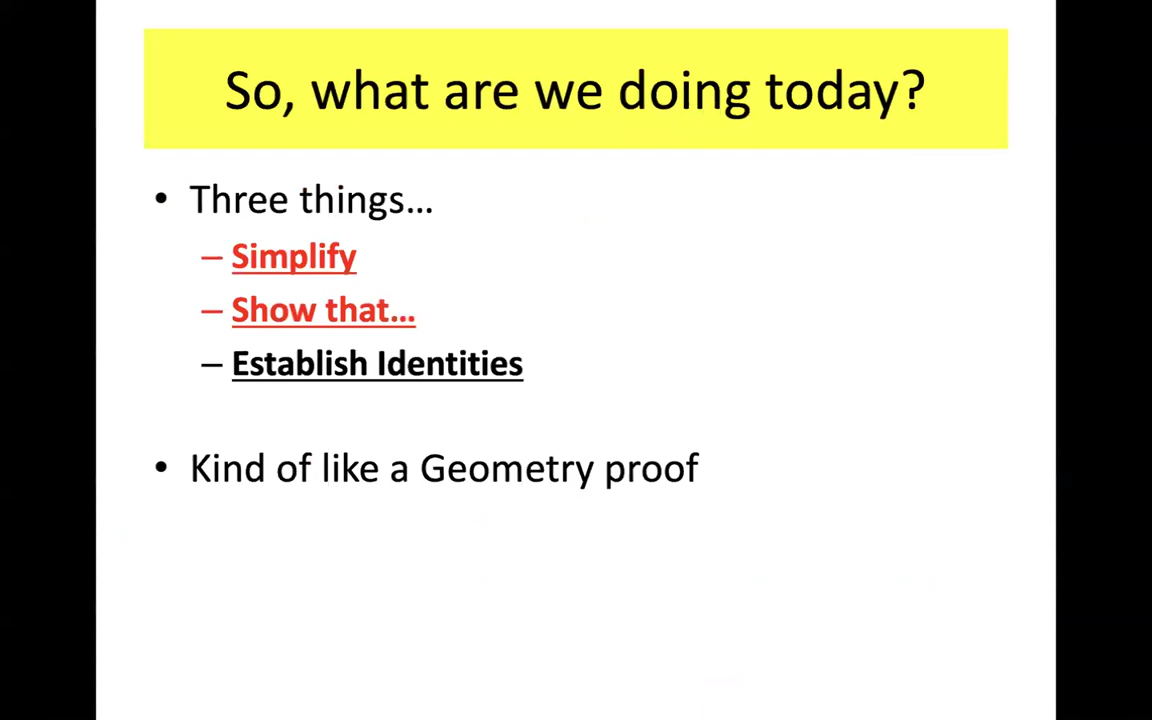 So, what are we doing today?
• Three things…
– Simplify
– Show that…
– Establish Identities
• Kind of like a Geometry proof